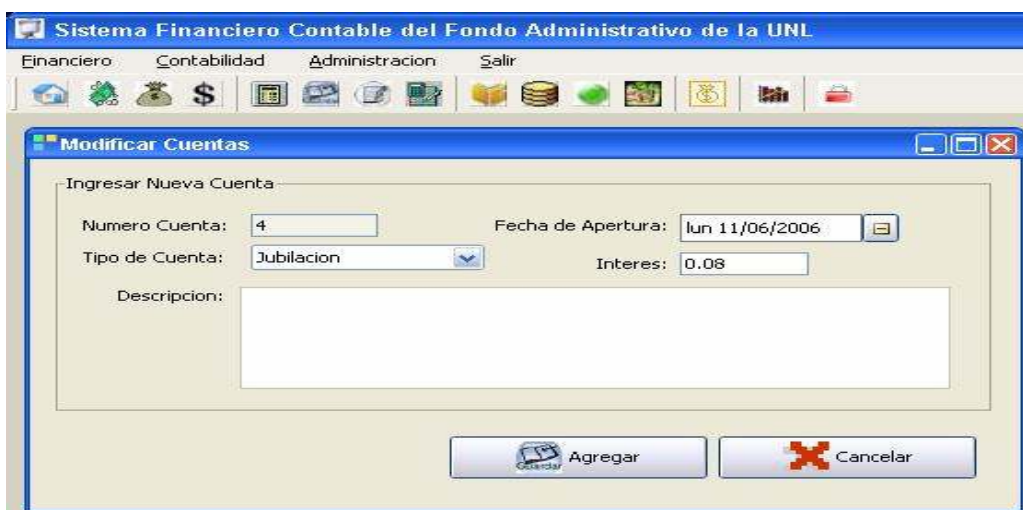 Sistema Financiero Contable del Fondo Administrativo de la UNL
Financiero Contabilidad Administracion Salir
Modificar Cuentas
Ingresar Nueva Cuenta
Numero Cuenta: 4 Fecha de Apertura: lun 11/06/2006
Tipo de Cuenta: Jubilacion Interes: 0.08
Descripcion:
Guardar Agregar Cancelar